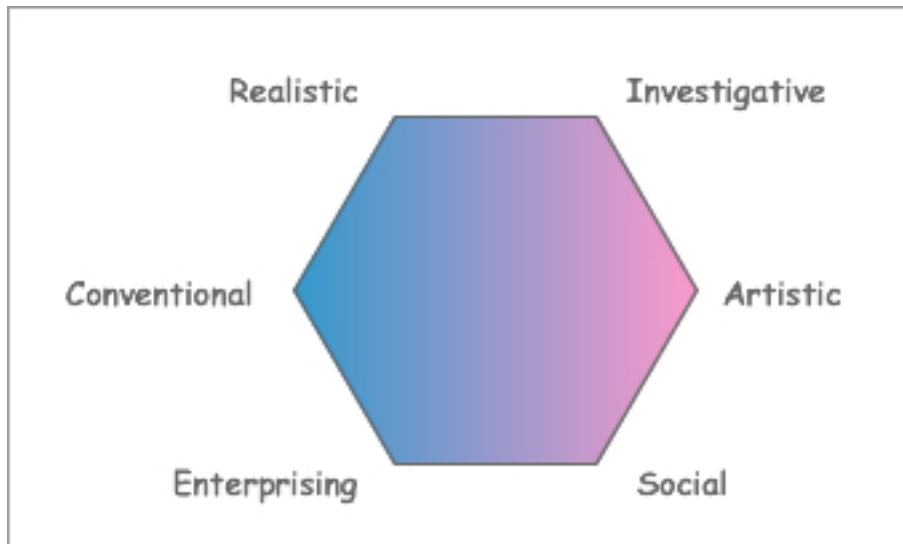 Realistic
Investigative
Conventional
Artistic
Enterprising
Social